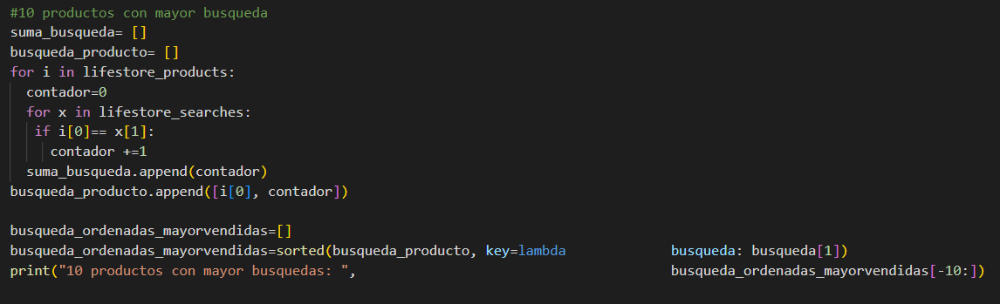 #10 productos con mayor busqueda
suma_busqueda= []
busqueda_producto= []
for i in lifestore_products:
  contador=0
  for x in lifestore_searches:
   if i[0]== x[1]:
     contador +=1
  suma_busqueda.append(contador)
busqueda_producto.append([i[0], contador])

busqueda_ordenadas_mayorvendidas=[]
busqueda_ordenadas_mayorvendidas=sorted(busqueda_producto, key=lambda             busqueda: busqueda[1])
print("10 productos con mayor busquedas: ",                                       busqueda_ordenadas_mayorvendidas[-10:])